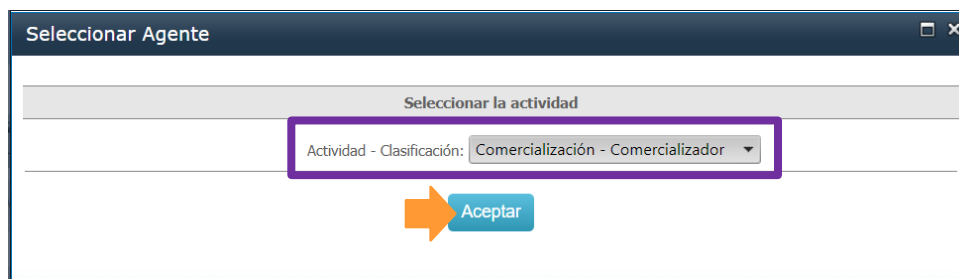 Seleccionar Agente
Seleccionar la actividad
Actividad - Clasificación: Comercialización - Comercializador
Aceptar